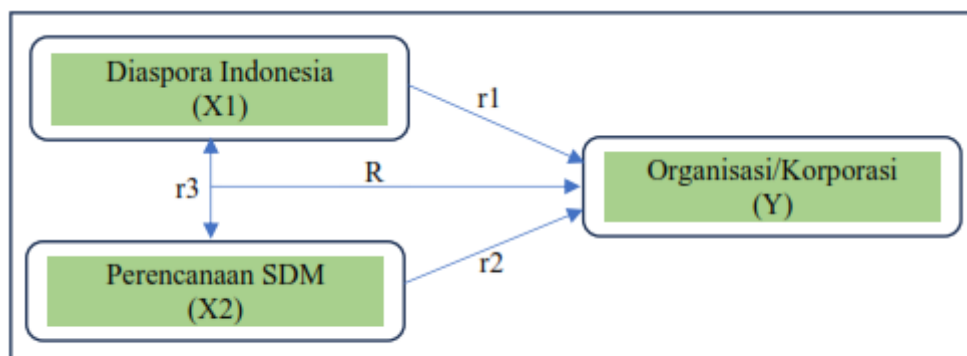 Diaspora Indonesia
(X1)
r1
R
r3
Organisasi/Korporasi
(Y)
Perencanaan SDM
(X2)
r2